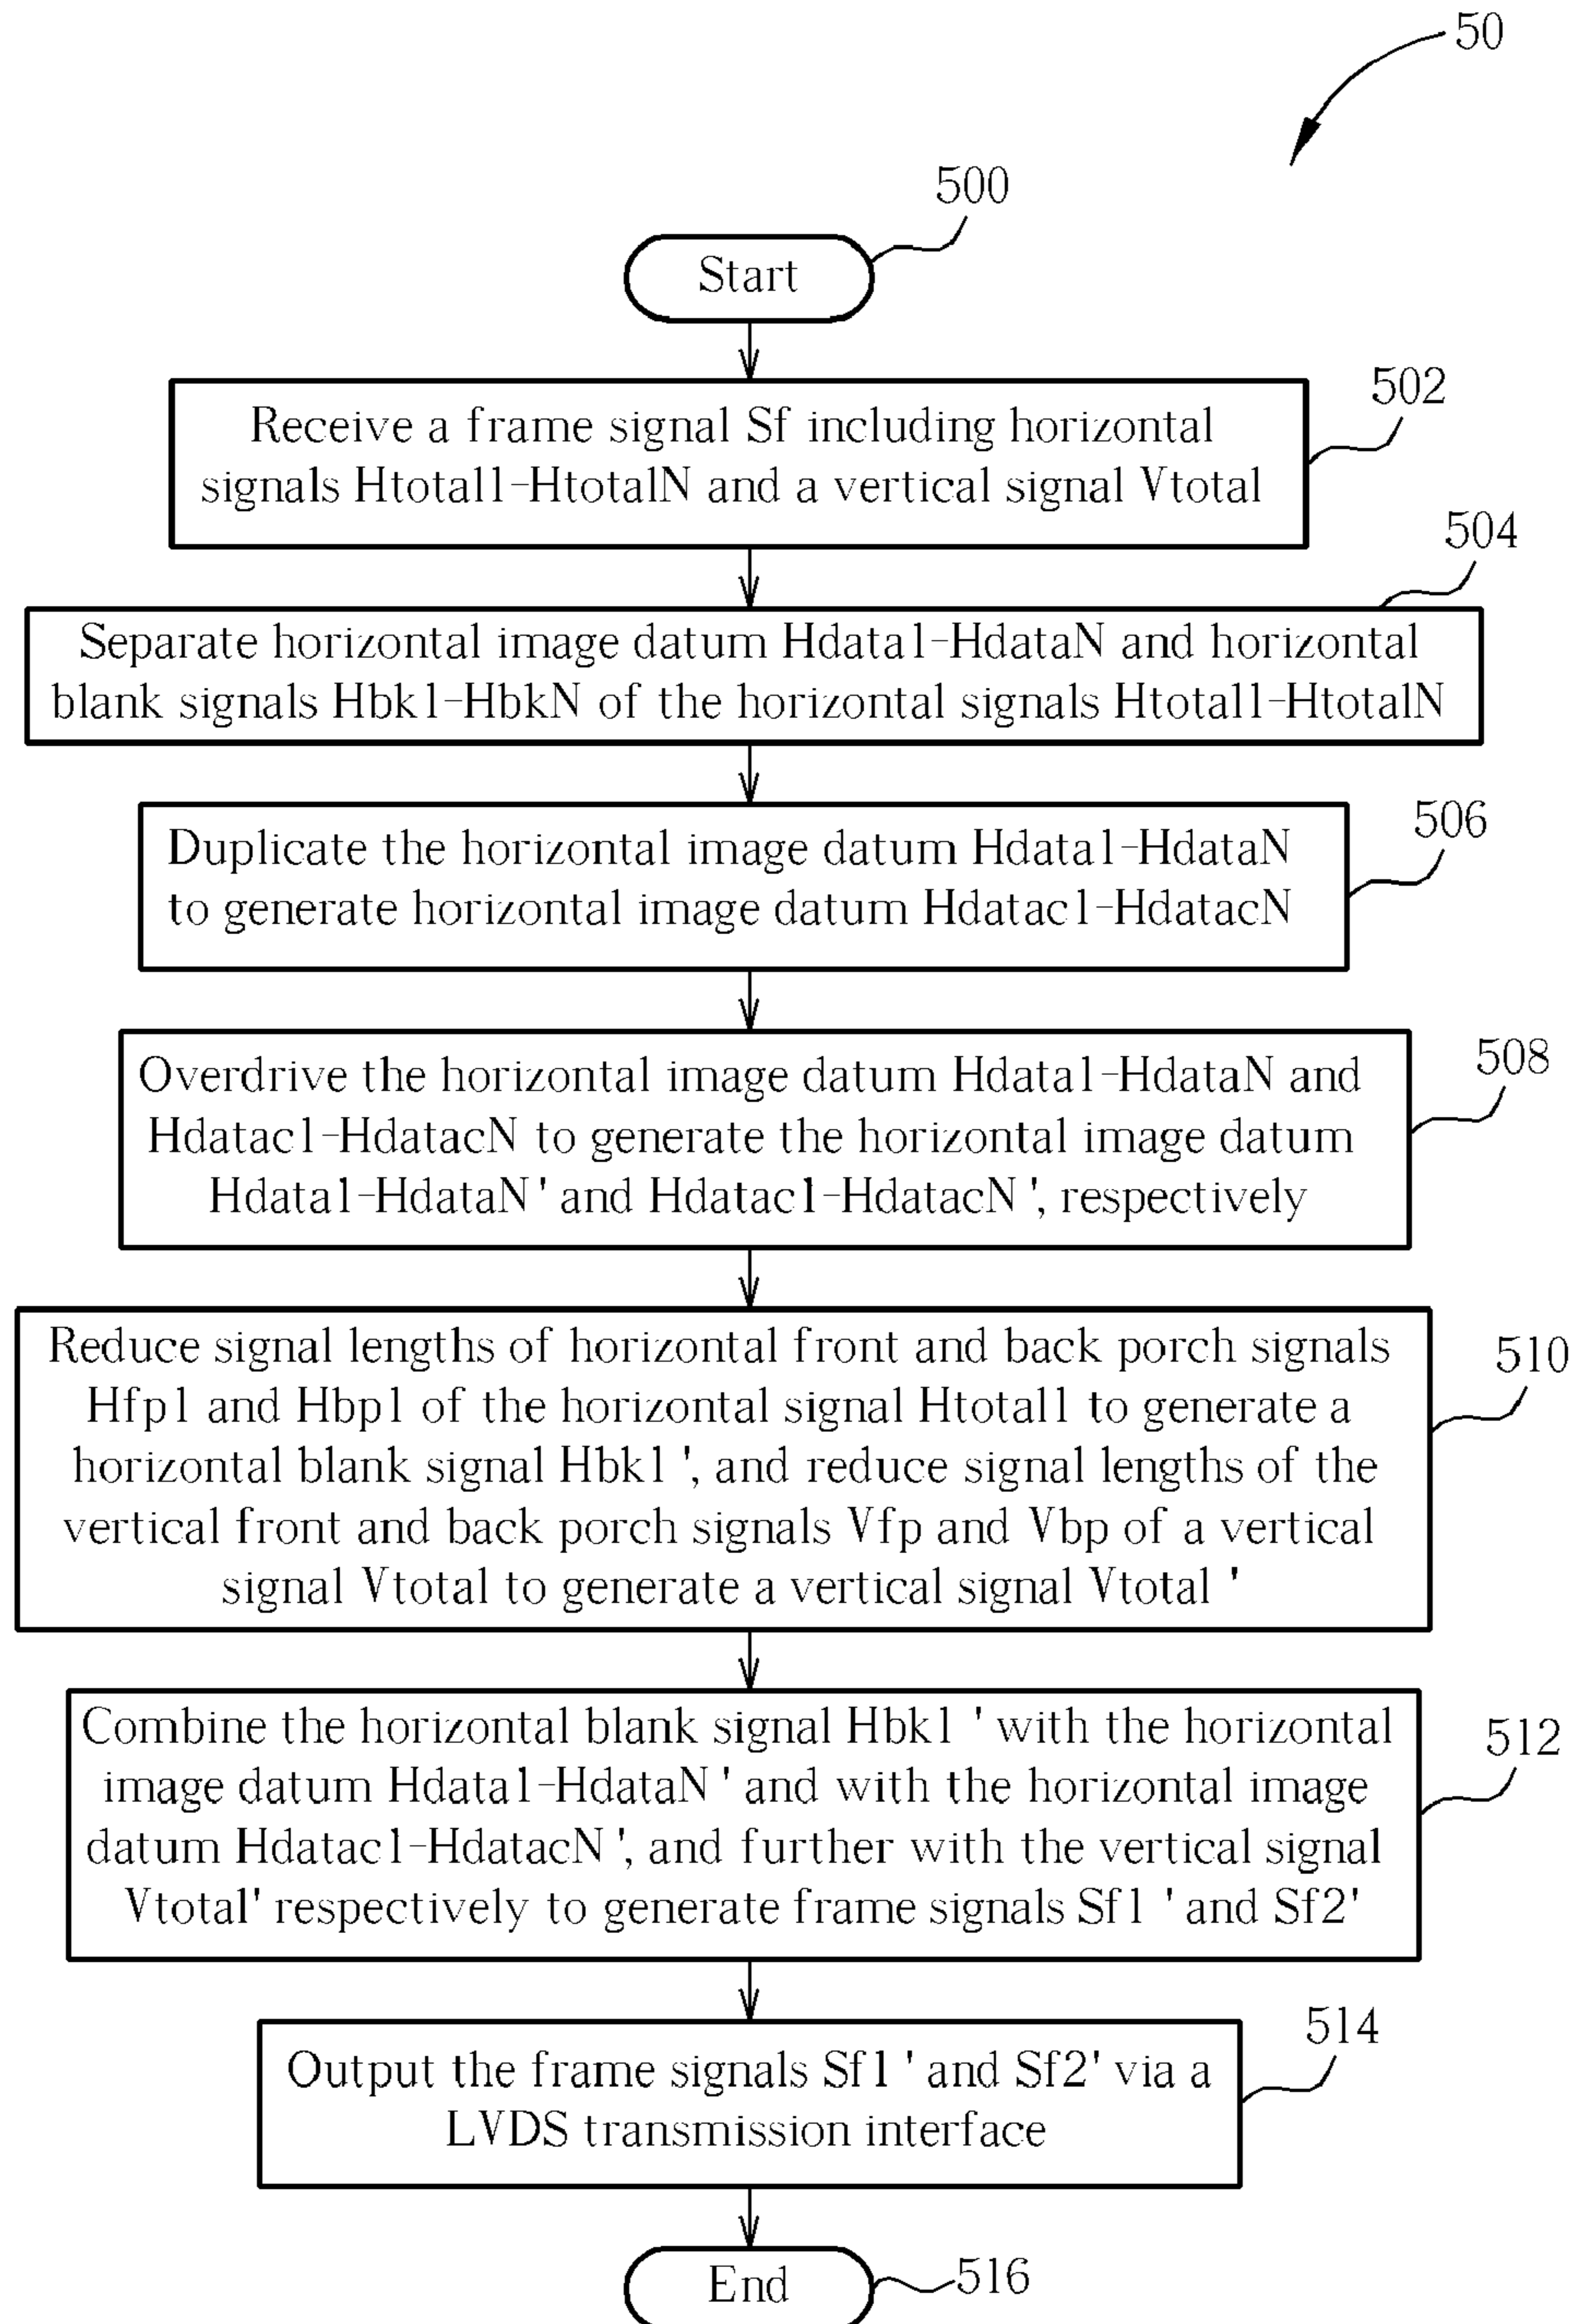 50
500
Start
502
Receive a frame signal Sf including horizontal
signals Htotal1-HtotalN and a vertical signal Vtotal
504
Separate horizontal image datum Hdata1-HdataN and horizontal
blank signals Hbk1-HbkN of the horizontal signals Htotal1-HtotalN
506
Duplicate the horizontal image datum Hdata1-HdataN
to generate horizontal image datum Hdatac1-HdatacN
508
Overdrive the horizontal image datum Hdata1-HdataN and
Hdatac1-HdatacN to generate the horizontal image datum
Hdata1-HdataN' and Hdatac1-HdatacN', respectively
510
Reduce signal lengths of horizontal front and back porch signals
Hfp1 and Hbp1 of the horizontal signal Htotal1 to generate a
horizontal blank signal Hbk1', and reduce signal lengths of the
vertical front and back porch signals Vfp and Vbp of a vertical
signal Vtotal to generate a vertical signal Vtotal'
512
Combine the horizontal blank signal Hbk1' with the horizontal
image datum Hdata1-HdataN' and with the horizontal image
datum Hdatac1-HdatacN', and further with the vertical signal
Vtotal' respectively to generate frame signals Sf1' and Sf2'
514
Output the frame signals Sf1' and Sf2' via a
LVDS transmission interface
End
516